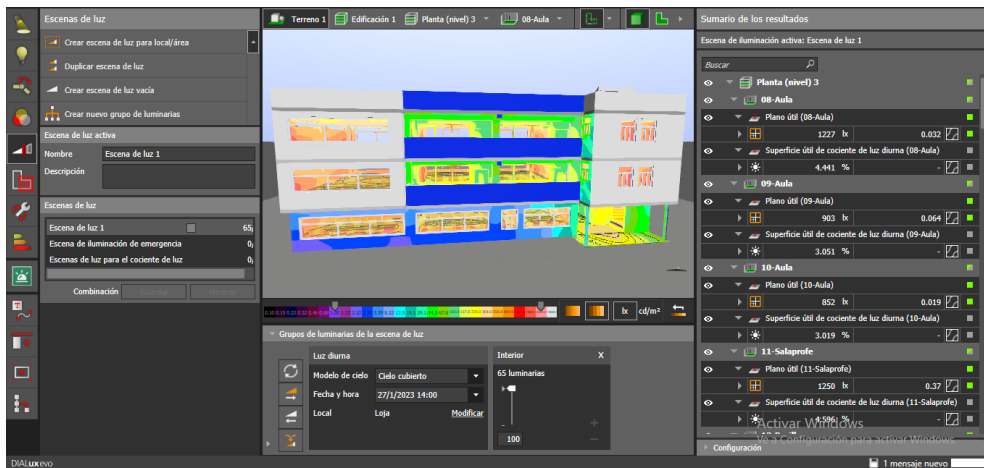 Escenas de luz
Crear escena de luz para local/área
Duplicar escena de luz
Crear escena de luz vacía
Crear nuevo grupo de luminarias
Escena de luz activa
Nombre
Escena de luz 1
Descripción
Escenas de luz
Escena de luz 1
65
Escena de iluminación de emergencia
0
Escenas de luz para el cociente de luz
0
Combinación
Guardar
Mostrar
Terreno 1
Edificación 1
Planta (nivel) 3
08-Aula
lx
cd/m²
Grupos de luminarias de la escena de luz
Luz diurna
Modelo de cielo
Cielo cubierto
Fecha y hora
27/1/2023 14:00
Local
Loja
Modificar
Interior
X
65 luminarias
100
Sumario de los resultados
Escena de iluminación activa: Escena de luz 1
Buscar
Planta (nivel) 3
08-Aula
Plano útil (08-Aula)
1227 lx
0.032
Superficie útil de cociente de luz diurna (08-Aula)
4.441 %
-
09-Aula
Plano útil (09-Aula)
903 lx
0.064
Superficie útil de cociente de luz diurna (09-Aula)
3.051 %
-
10-Aula
Plano útil (10-Aula)
852 lx
0.019
Superficie útil de cociente de luz diurna (10-Aula)
3.019 %
-
11-Salaprofe
Plano útil (11-Salaprofe)
1250 lx
0.37
Superficie útil de cociente de luz diurna (11-Salaprofe)
4.596 %
-
Activar Windows
Ve a Configuración para activar Windows.
Configuración
DIALux evo
1 mensaje nuevo